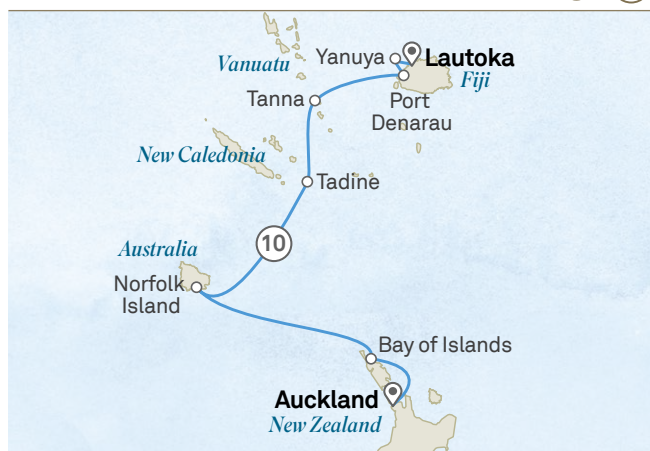 Yanuya
Lautoka
Vanuatu
Fiji
Tanna
Port
Denarau
New Caledonia
Tadine
10
Australia
Norfolk
Island
Bay of Islands
Auckland
New Zealand